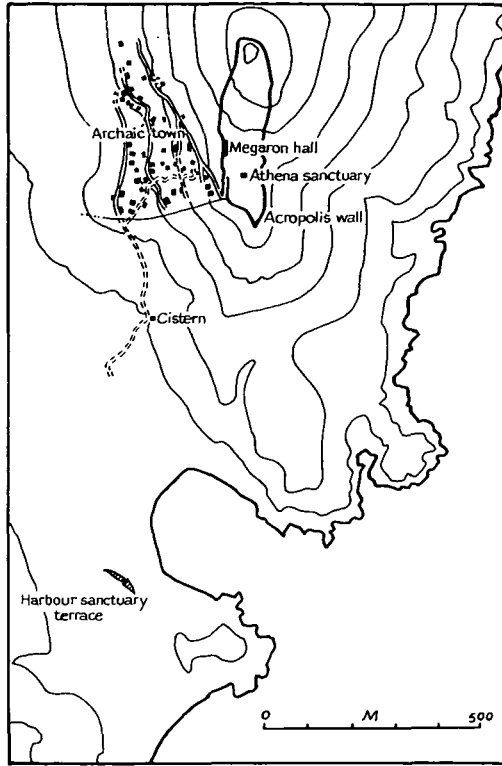 Archaic town
Megaron hall
Athena sanctuary
Acropolis wall
Cistern
Harbour sanctuary
terrace
0 M 500